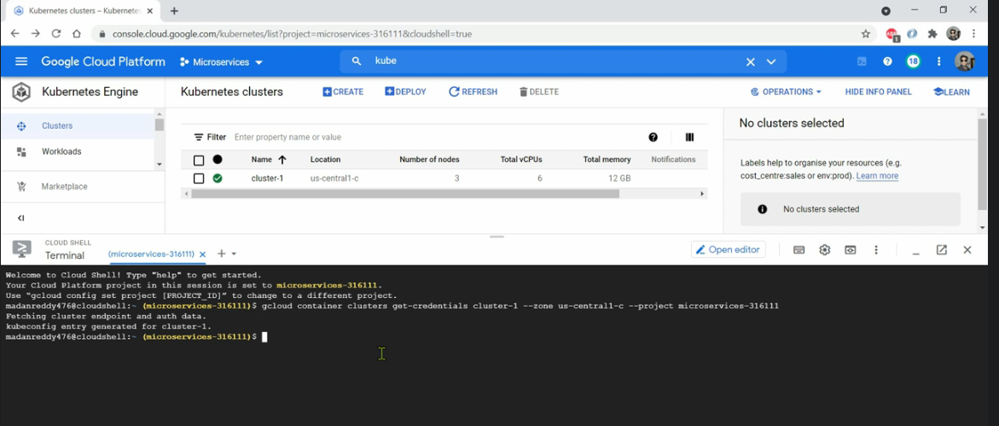 Kubernetes clusters – Kubernetes
console.cloud.google.com/kubernetes/list?project=microservices-316111&cloudshell=true
1
Google Cloud Platform
Microservices
kube
18
Kubernetes Engine
Kubernetes clusters
CREATE
DEPLOY
REFRESH
DELETE
OPERATIONS
HIDE INFO PANEL
LEARN
Clusters
Workloads
Marketplace
Filter Enter property name or value
Name Location Number of nodes Total vCPUs Total memory Notifications
cluster-1 us-central1-c 3 6 12 GB
No clusters selected
Labels help to organise your resources (e.g.
cost_centre:sales or env:prod). Learn more
No clusters selected
CLOUD SHELL
Terminal
(microservices-316111)
Open editor
Welcome to Cloud Shell! Type "help" to get started.
Your Cloud Platform project in this session is set to microservices-316111.
Use "gcloud config set project [PROJECT_ID]" to change to a different project.
madanreddy476@cloudshell:~ (microservices-316111)$ gcloud container clusters get-credentials cluster-1 --zone us-central1-c --project microservices-316111
Fetching cluster endpoint and auth data.
kubeconfig entry generated for cluster-1.
madanreddy476@cloudshell:~ (microservices-316111)$